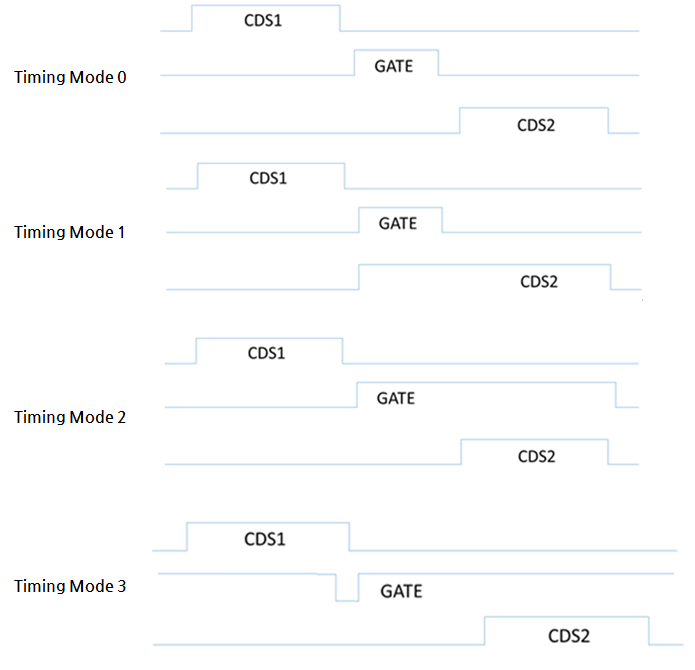 CDS1
GATE
Timing Mode 0
CDS2
CDS1
GATE
Timing Mode 1
CDS2
CDS1
GATE
Timing Mode 2
CDS2
CDS1
GATE
Timing Mode 3
CDS2